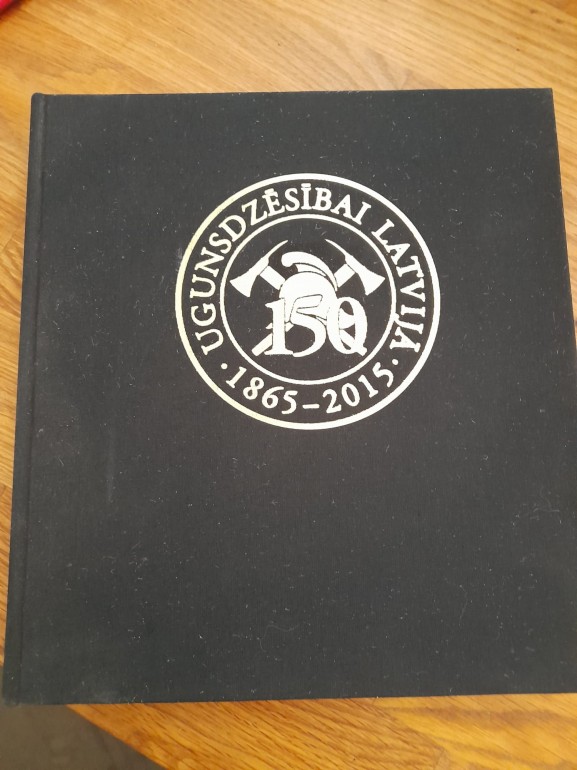 UGUNSDZĒSĪBAI LATVIJĀ
150
· 1865–2015 ·